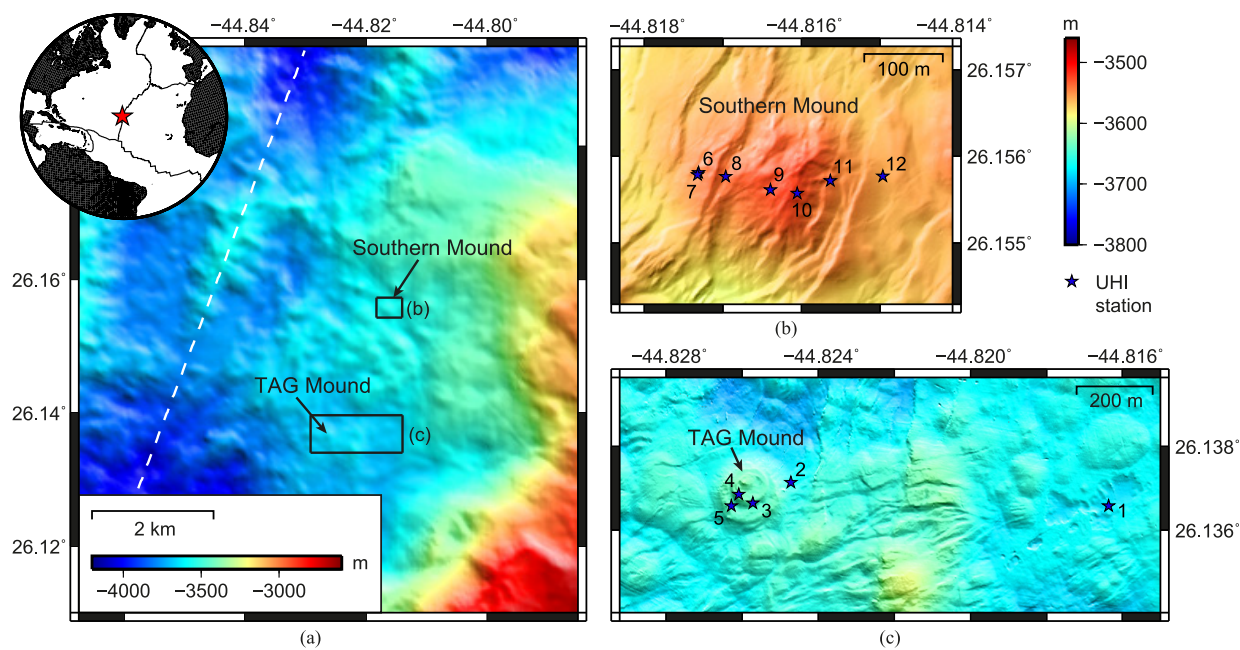 −44.84˚ −44.82˚ −44.80˚
26.16˚
26.14˚
26.12˚
Southern Mound
(b)
TAG Mound
(c)
2 km
m
−4000 −3500 −3000
(a)
−44.818˚ −44.816˚ −44.814˚
100 m
26.157˚
26.156˚
26.155˚
Southern Mound
6
7
8
9
10
11
12
(b)
m
−3500
−3600
−3700
−3800
UHI
station
−44.828˚ −44.824˚ −44.820˚ −44.816˚
200 m
26.138˚
26.136˚
TAG Mound
2
4
5
3
1
(c)